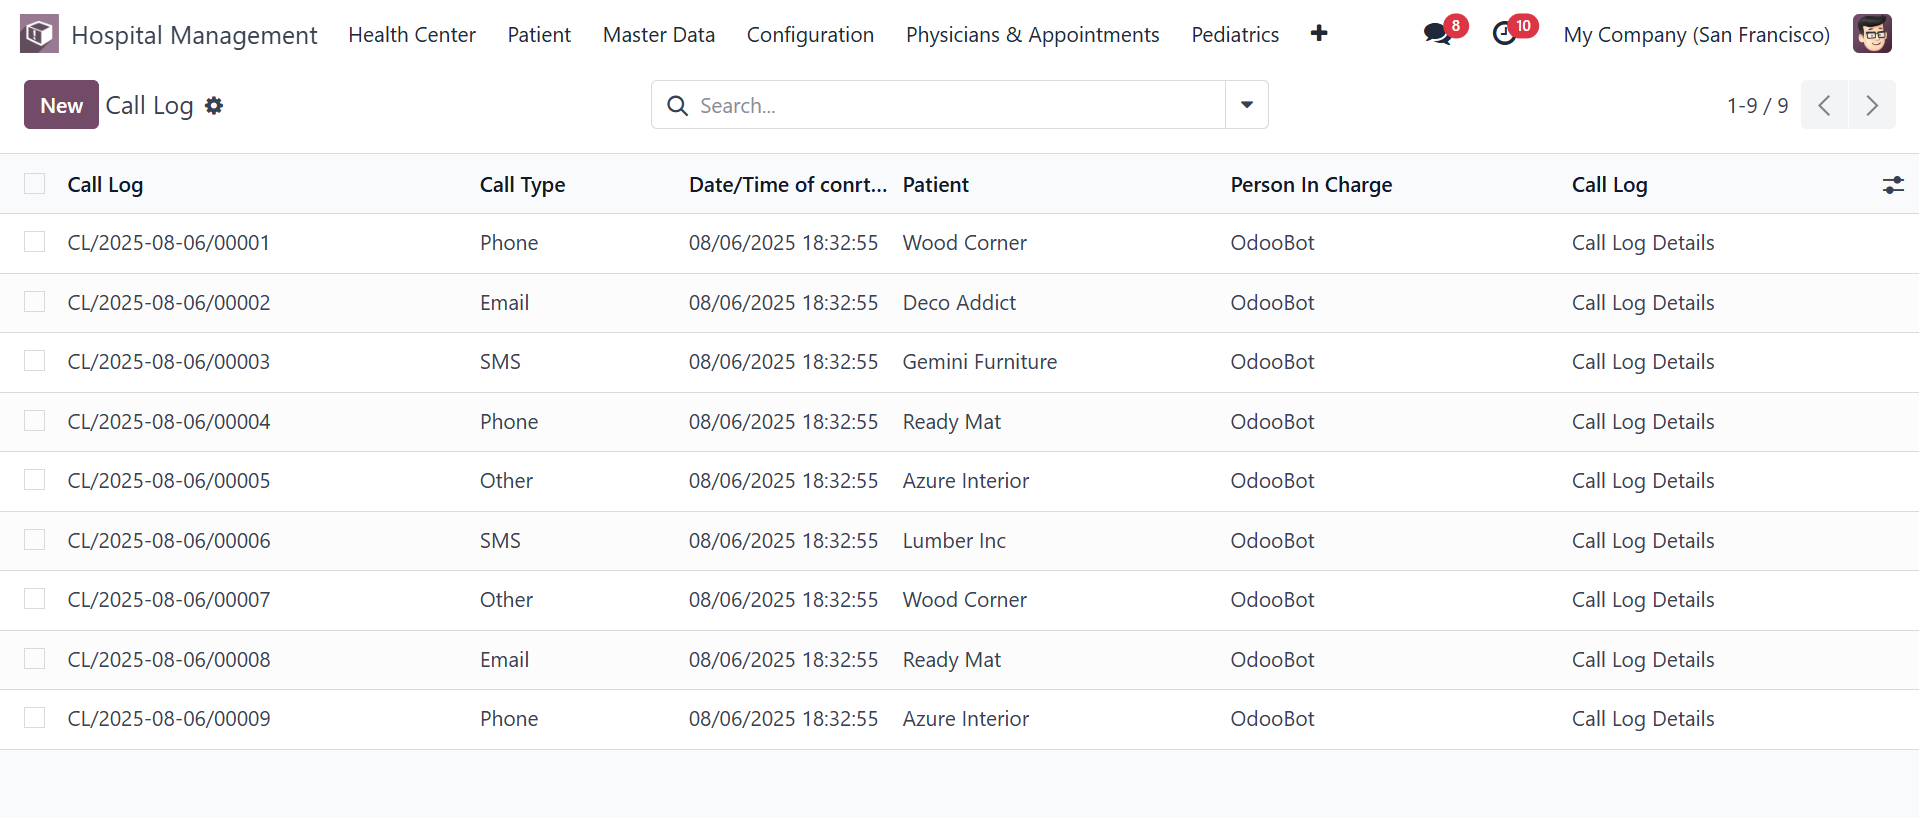 Hospital Management Health Center Patient Master Data Configuration Physicians & Appointments Pediatrics 8 10 My Company (San Francisco)
New Call Log Search... 1-9 / 9
Call Log Call Type Date/Time of conrt... Patient Person In Charge Call Log
CL/2025-08-06/00001 Phone 08/06/2025 18:32:55 Wood Corner OdooBot Call Log Details
CL/2025-08-06/00002 Email 08/06/2025 18:32:55 Deco Addict OdooBot Call Log Details
CL/2025-08-06/00003 SMS 08/06/2025 18:32:55 Gemini Furniture OdooBot Call Log Details
CL/2025-08-06/00004 Phone 08/06/2025 18:32:55 Ready Mat OdooBot Call Log Details
CL/2025-08-06/00005 Other 08/06/2025 18:32:55 Azure Interior OdooBot Call Log Details
CL/2025-08-06/00006 SMS 08/06/2025 18:32:55 Lumber Inc OdooBot Call Log Details
CL/2025-08-06/00007 Other 08/06/2025 18:32:55 Wood Corner OdooBot Call Log Details
CL/2025-08-06/00008 Email 08/06/2025 18:32:55 Ready Mat OdooBot Call Log Details
CL/2025-08-06/00009 Phone 08/06/2025 18:32:55 Azure Interior OdooBot Call Log Details